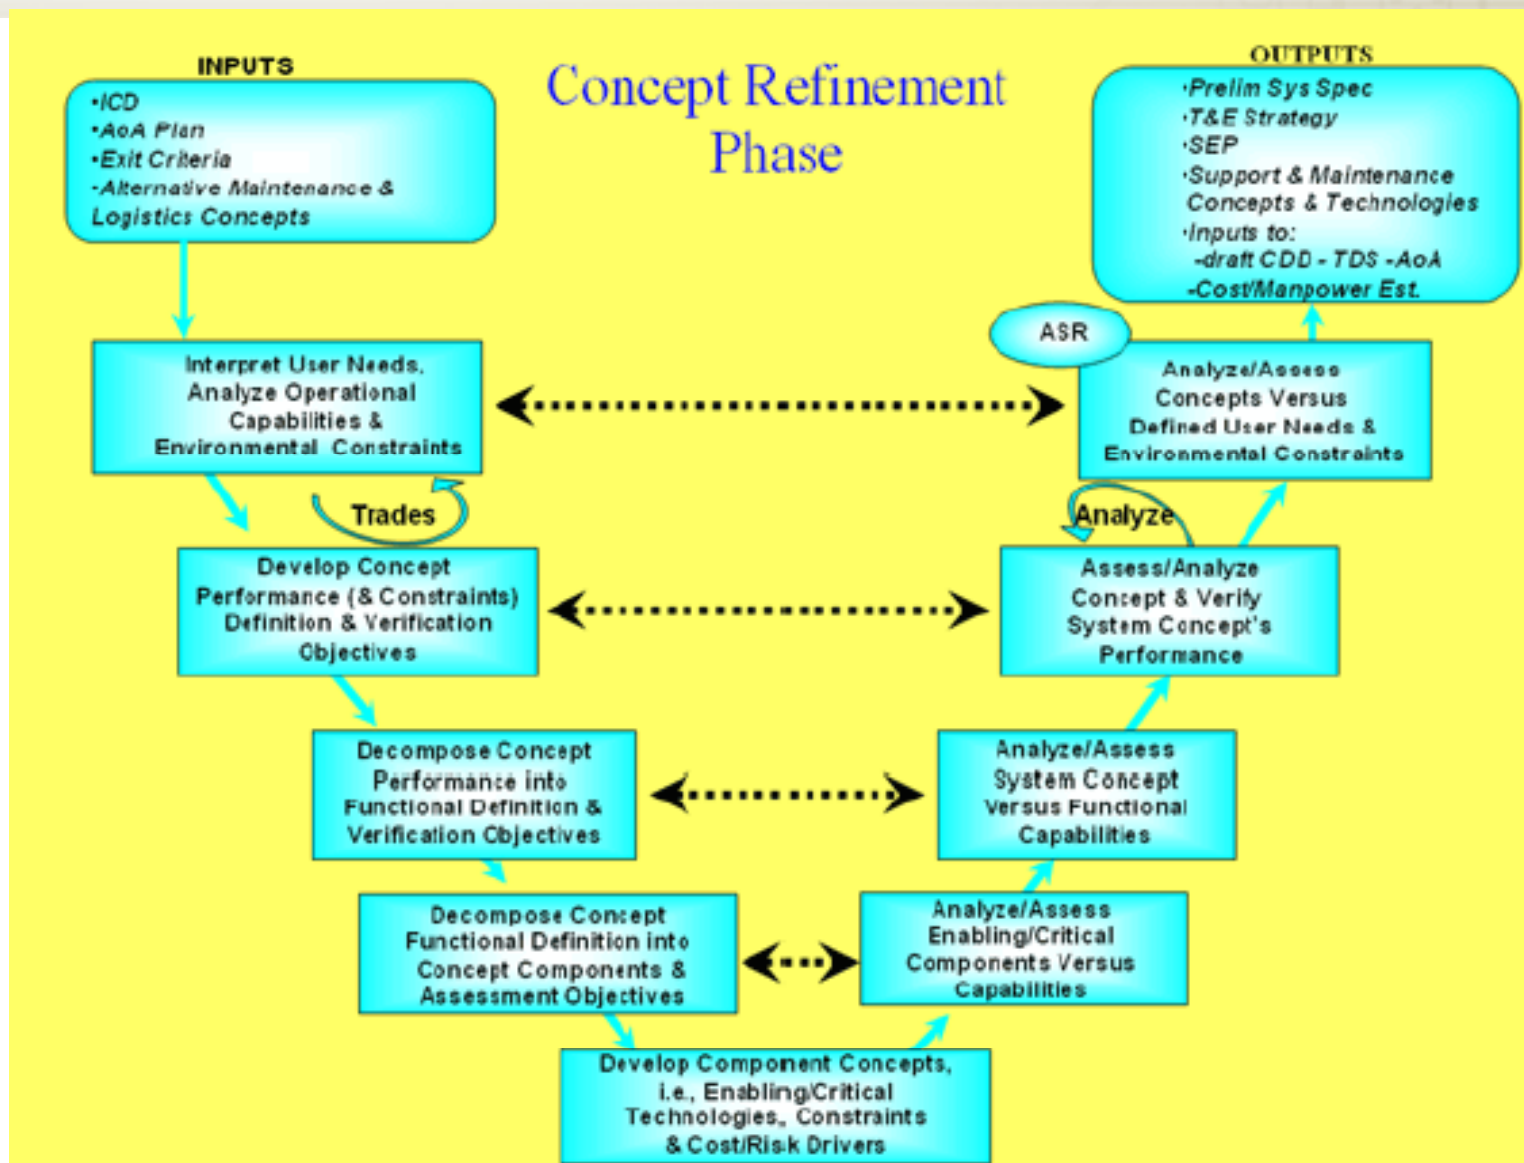 Concept Refinement
Phase
INPUTS
•ICD
•AoA Plan
•Exit Criteria
•Alternative Maintenance &
Logistics Concepts
Interpret User Needs,
Analyze Operational
Capabilities &
Environmental Constraints
Trades
Develop Concept
Performance (& Constraints)
Definition & Verification
Objectives
Decompose Concept
Performance into
Functional Definition &
Verification Objectives
Decompose Concept
Functional Definition into
Concept Components &
Assessment Objectives
Develop Component Concepts,
i.e., Enabling/Critical
Technologies, Constraints
& Cost/Risk Drivers
Analyze/Assess
Enabling/Critical
Components Versus
Capabilities
Analyze/Assess
System Concept
Versus Functional
Capabilities
Assess/Analyze
Concept & Verify
System Concept's
Performance
Analyze
Analyze/Assess
Concepts Versus
Defined User Needs &
Environmental Constraints
ASR
OUTPUTS
•Prelim Sys Spec
•T&E Strategy
•SEP
•Support & Maintenance
Concepts & Technologies
•Inputs to:
-draft CDD - TDS -AoA
-Cost/Manpower Est.